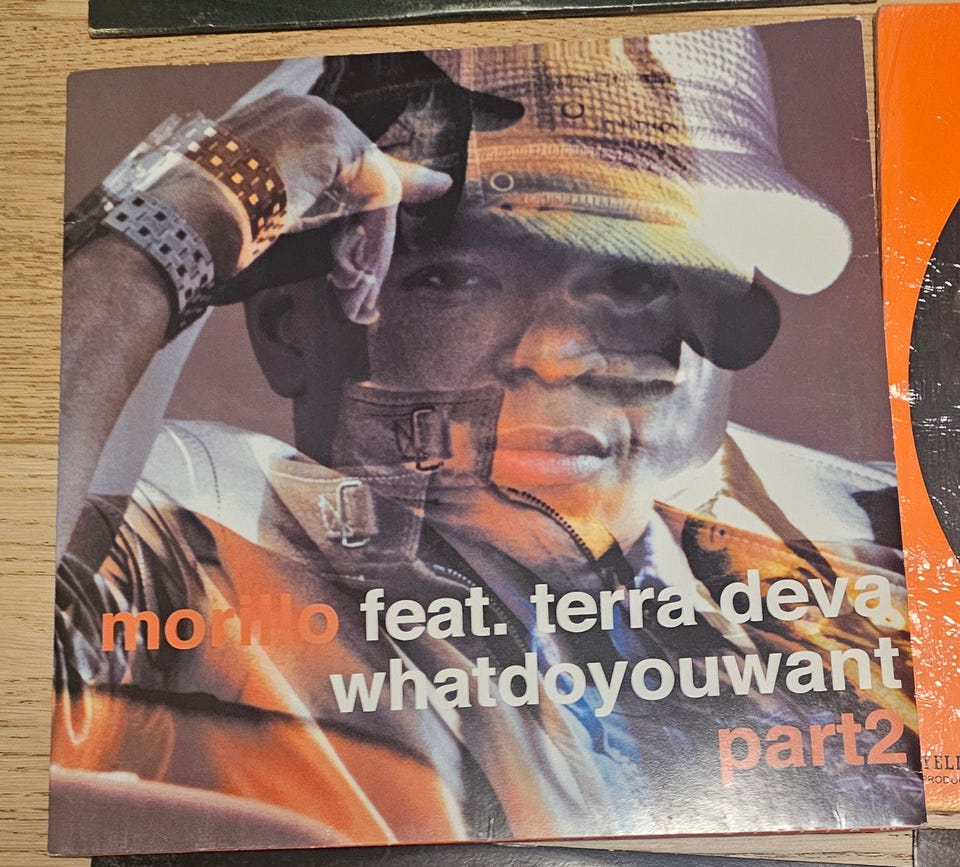 morillo feat. terra deva
whatdoyouwant
part2